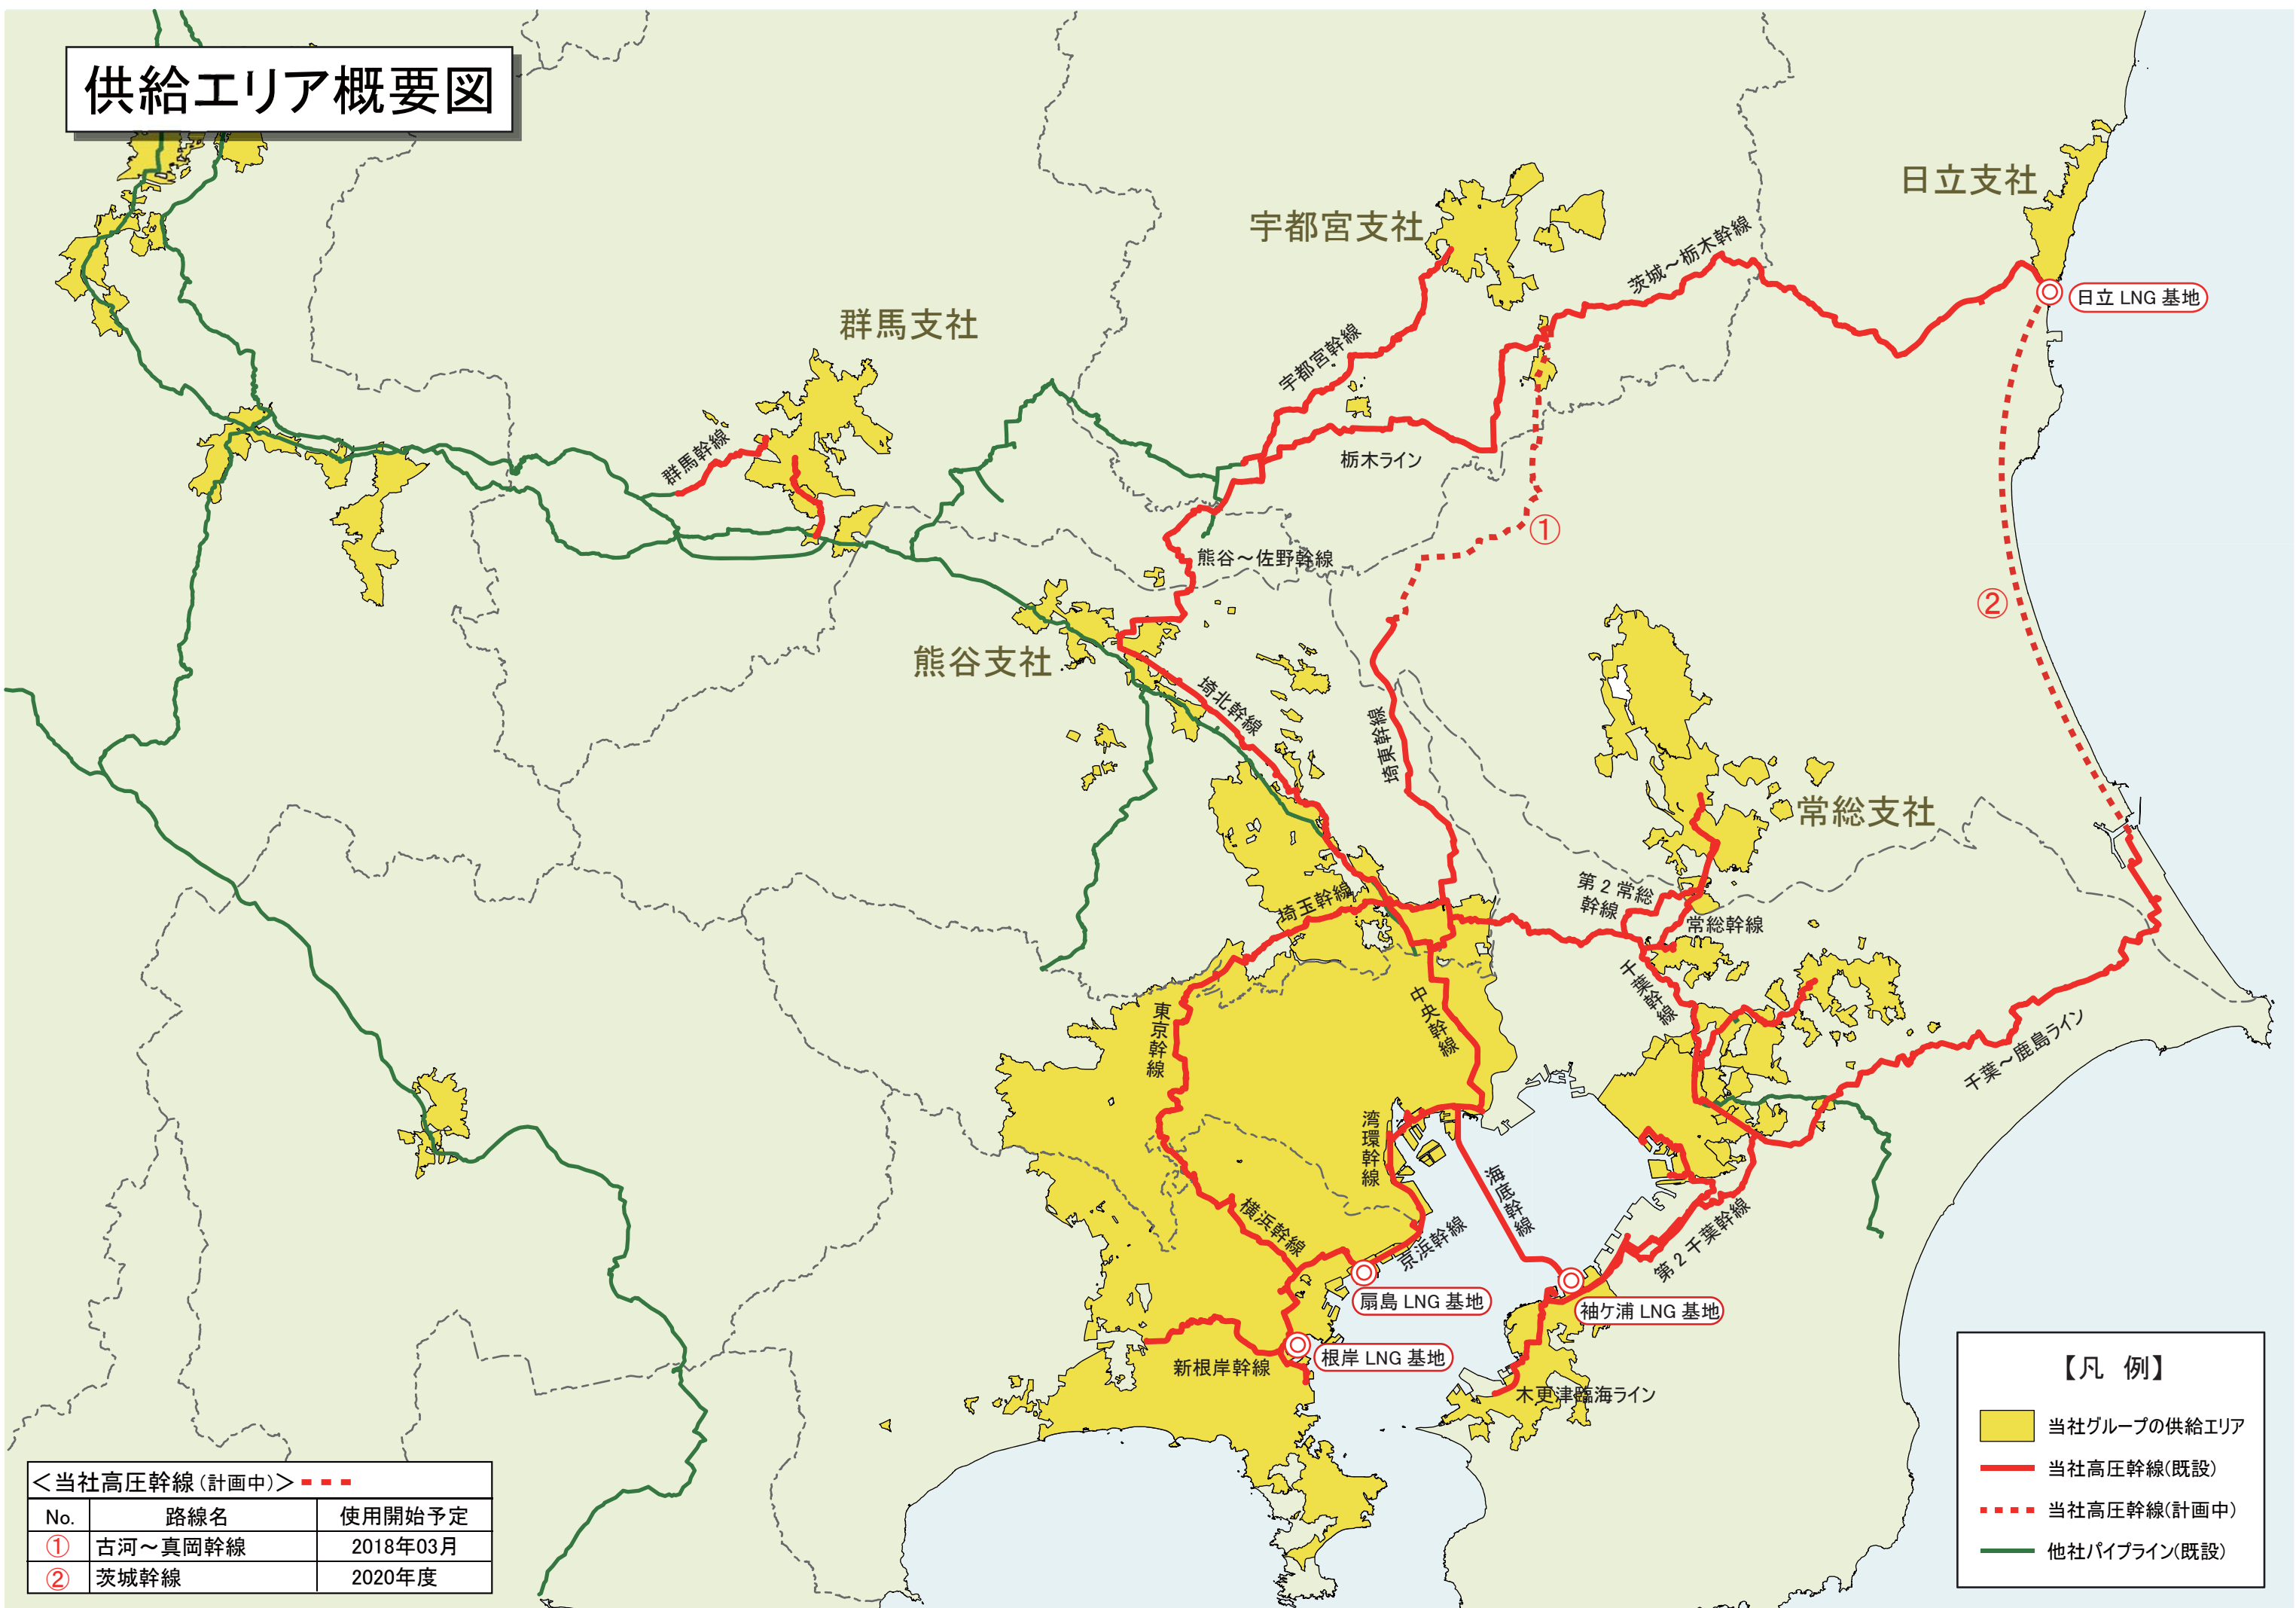 供給エリア概要図
日立支社
宇都宮支社
茨城～栃木幹線
日立 LNG 基地
群馬支社
宇都宮幹線
群馬幹線
栃木ライン
①
熊谷～佐野幹線
②
熊谷支社
埼北幹線
埼東幹線
常総支社
第2常総
幹線
埼玉幹線
常総幹線
千葉幹線
中央幹線
東京幹線
千葉～鹿島ライン
湾環幹線
海底幹線
横浜幹線
京浜幹線
第2千葉幹線
扇島 LNG 基地
袖ケ浦 LNG 基地
根岸 LNG 基地
新根岸幹線
木更津臨海ライン
【凡 例】
当社グループの供給エリア
当社高圧幹線(既設)
当社高圧幹線(計画中)
他社パイプライン(既設)
＜当社高圧幹線(計画中)＞
No. 路線名 使用開始予定
① 古河～真岡幹線 2018年03月
② 茨城幹線 2020年度